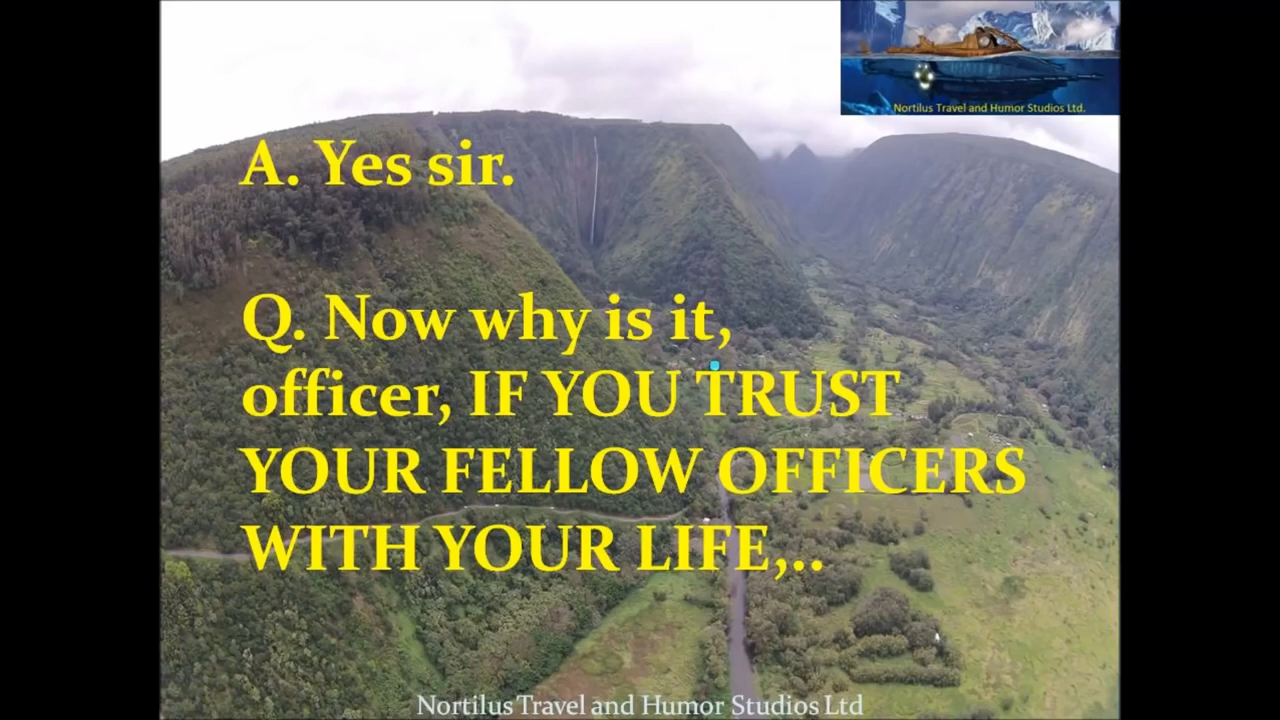 Nortilus Travel and Humor Studios Ltd.
A. Yes sir.
Q. Now why is it,
officer, IF YOU TRUST
YOUR FELLOW OFFICERS
WITH YOUR LIFE,..
Nortilus Travel and Humor Studios Ltd